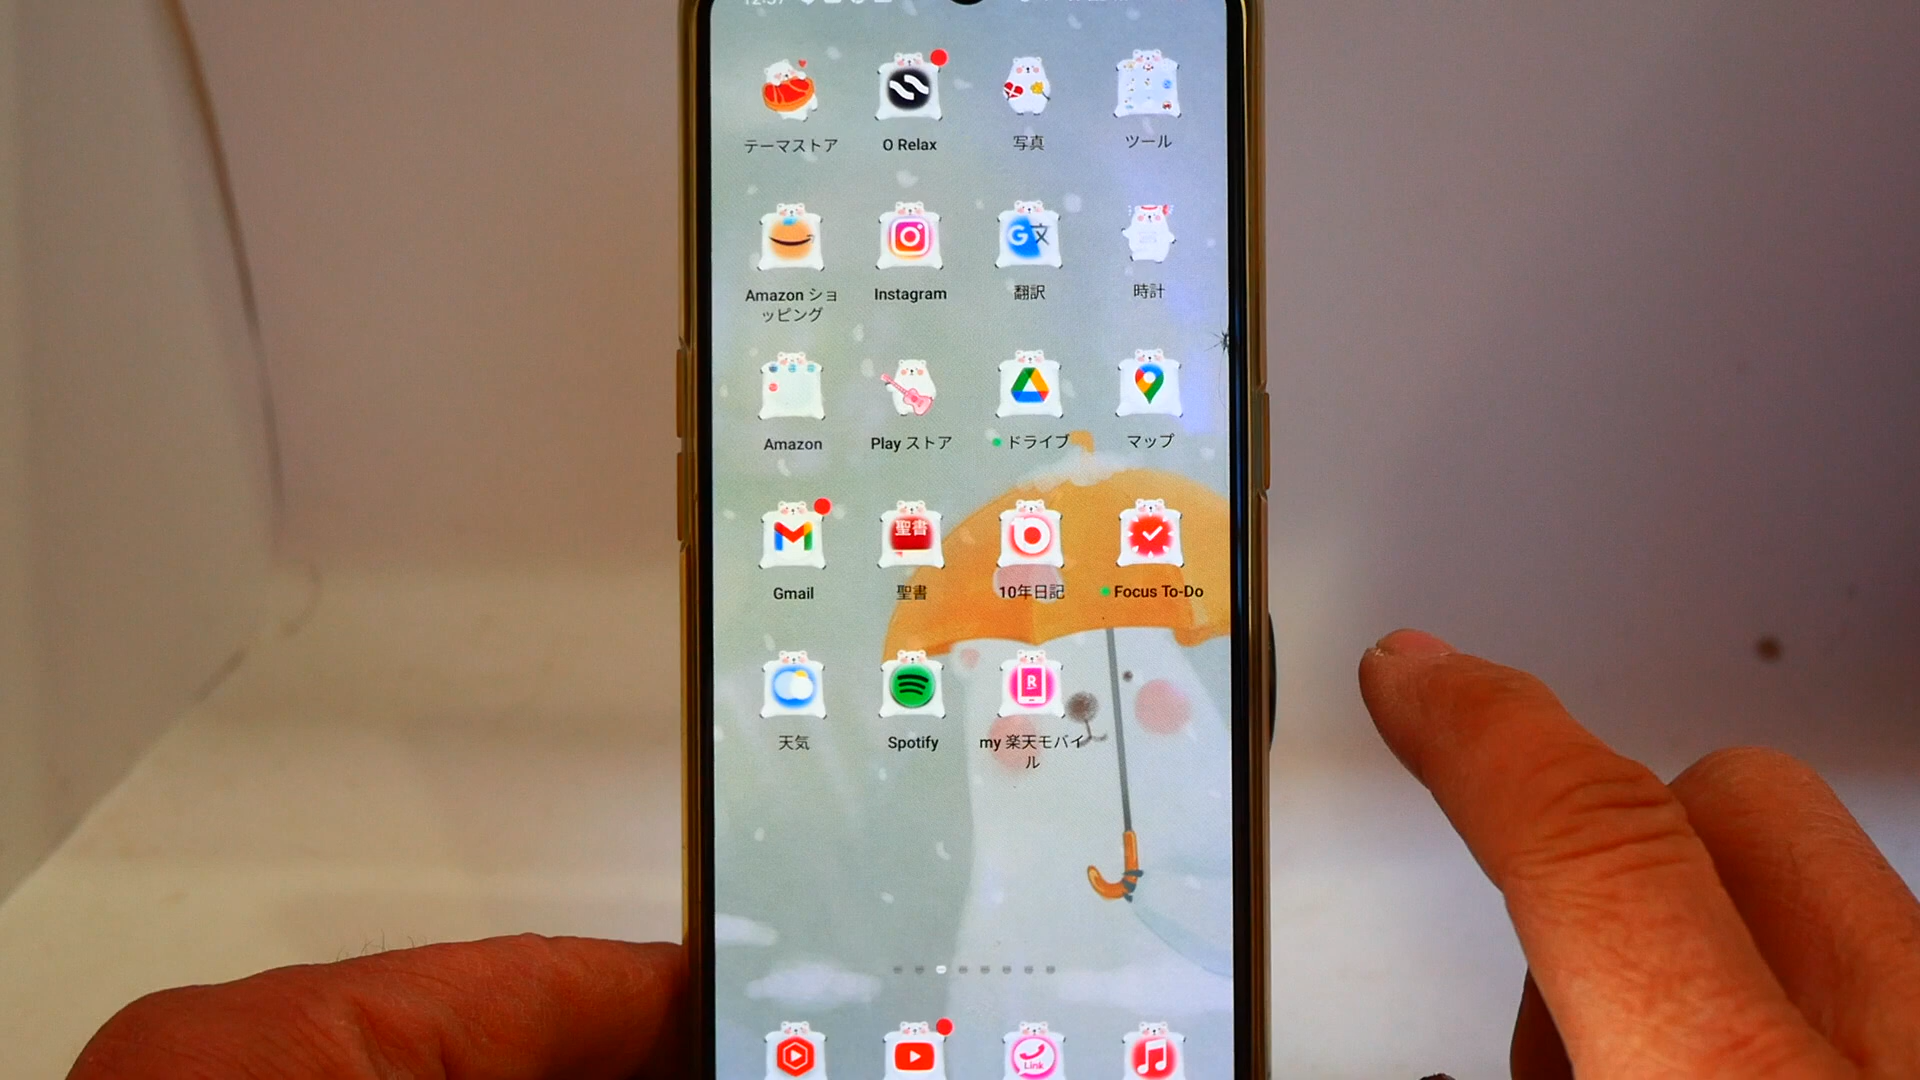 テーマストア
O Relax
写真
ツール
Amazon ショ
ッピング
Instagram
翻訳
時計
Amazon
Play ストア
ドライブ
マップ
聖書
Gmail
聖書
10年日記
Focus To-Do
R
天気
Spotify
my 楽天モバイ
ル
Link